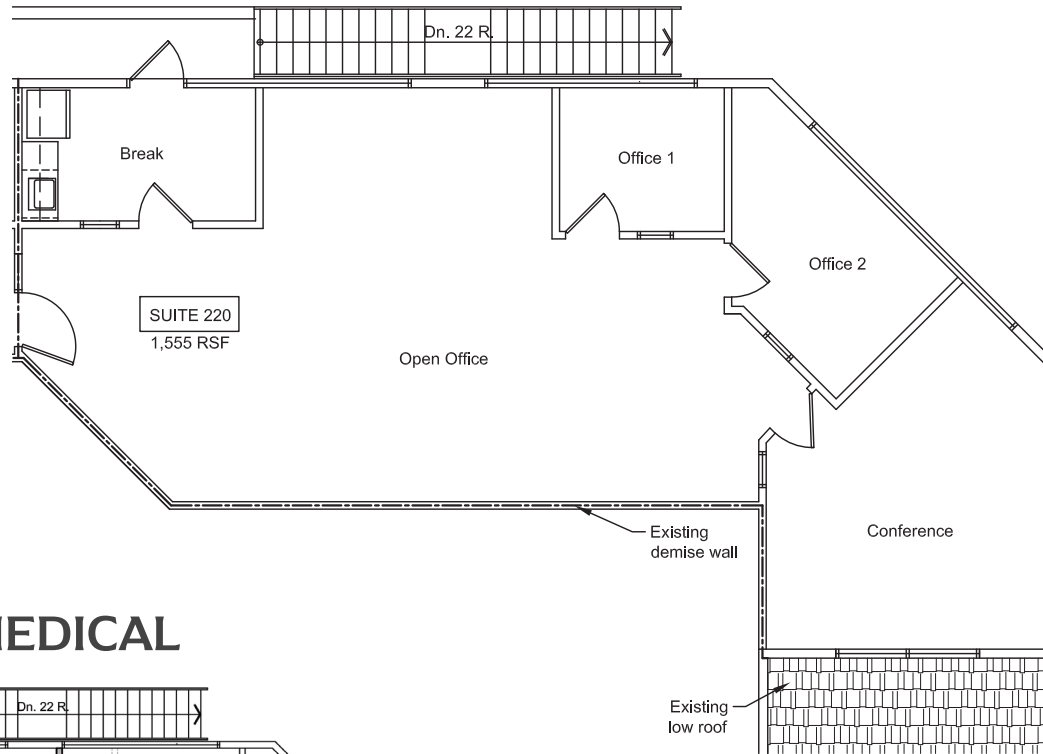 Dn. 22 R.
Break
Office 1
Office 2
SUITE 220
1,555 RSF
Open Office
Existing
demise wall
Conference
EDICAL
Dn. 22 R.
Existing
low roof